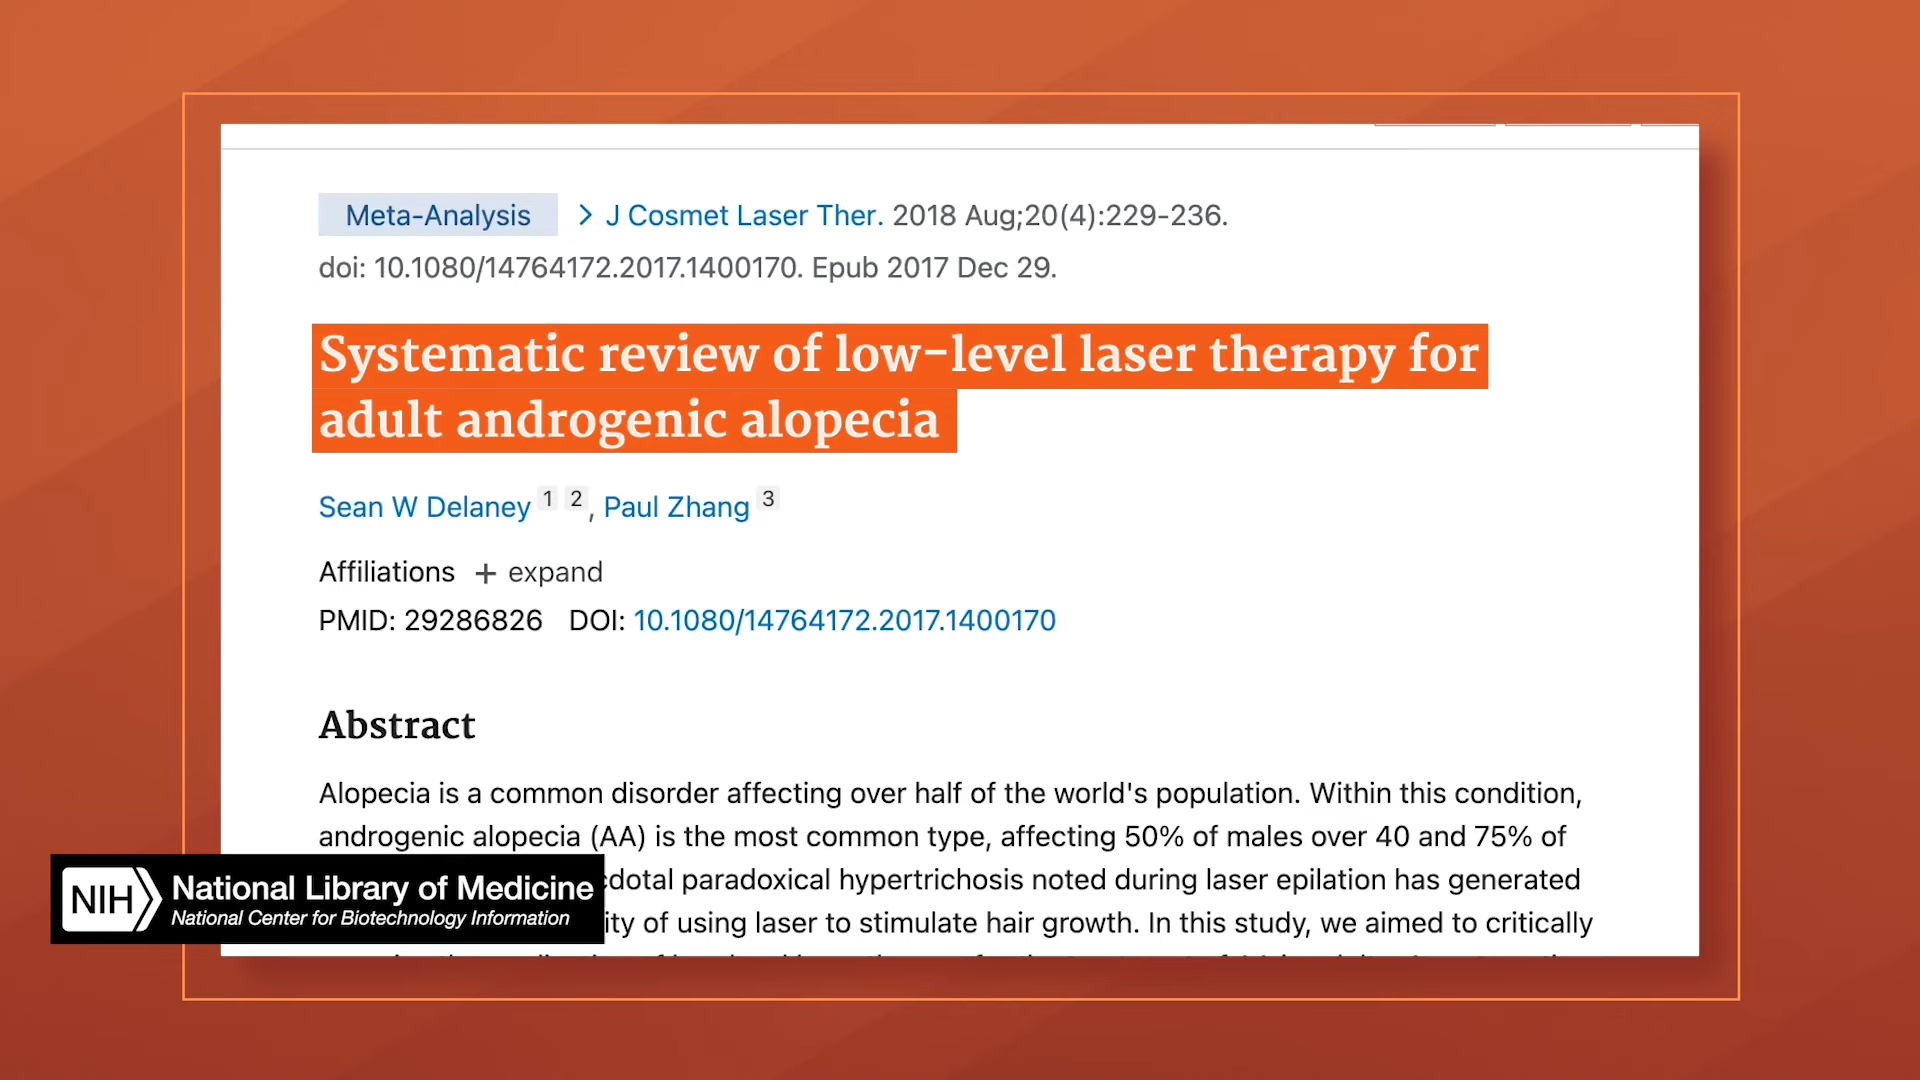 Meta-Analysis > J Cosmet Laser Ther. 2018 Aug;20(4):229-236.
doi: 10.1080/14764172.2017.1400170. Epub 2017 Dec 29.
Systematic review of low-level laser therapy for
adult androgenic alopecia
Sean W Delaney 1 2, Paul Zhang 3
Affiliations + expand
PMID: 29286826 DOI: 10.1080/14764172.2017.1400170
Abstract
Alopecia is a common disorder affecting over half of the world's population. Within this condition,
androgenic alopecia (AA) is the most common type, affecting 50% of males over 40 and 75% of
paradoxical hypertrichosis noted during laser epilation has generated
of using laser to stimulate hair growth. In this study, we aimed to critically
NIH National Library of Medicine
National Center for Biotechnology Information